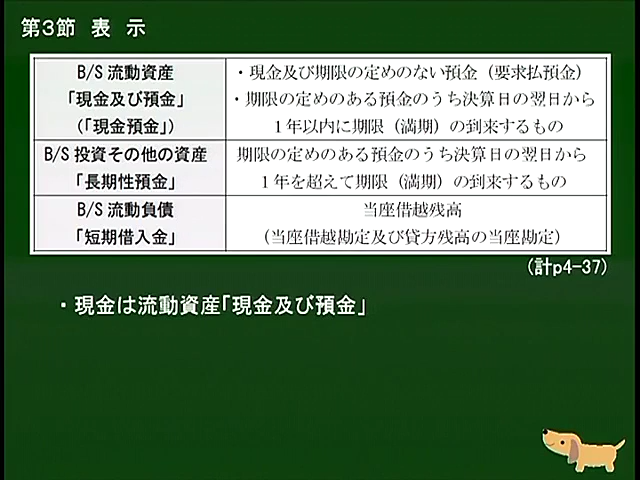 第3節 表 示
B/S 流動資産
「現金及び預金」
(「現金預金」)
・現金及び期限の定めのない預金（要求払預金）
・期限の定めのある預金のうち決算日の翌日から
１年以内に期限（満期）の到来するもの
B/S 投資その他の資産
「長期性預金」
期限の定めのある預金のうち決算日の翌日から
１年を超えて期限（満期）の到来するもの
B/S 流動負債
「短期借入金」
当座借越残高
（当座借越勘定及び貸方残高の当座勘定）
(計p4-37)
・現金は流動資産「現金及び預金」